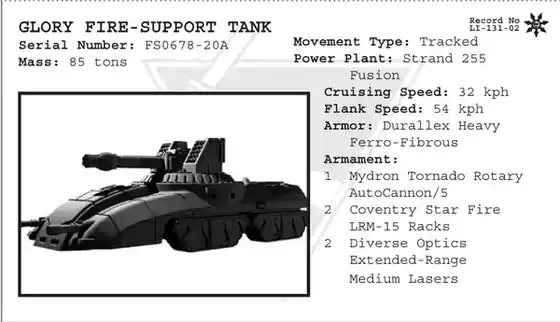 GLORY FIRE-SUPPORT TANK
Serial Number: FS0678-20A
Mass: 85 tons
Record No
LI-131-02
Movement Type: Tracked
Power Plant: Strand 255
Fusion
Cruising Speed: 32 kph
Flank Speed: 54 kph
Armor: Durallex Heavy
Ferro-Fibrous
Armament:
1 Mydron Tornado Rotary
AutoCannon/5
2 Coventry Star Fire
LRM-15 Racks
2 Diverse Optics
Extended-Range
Medium Lasers